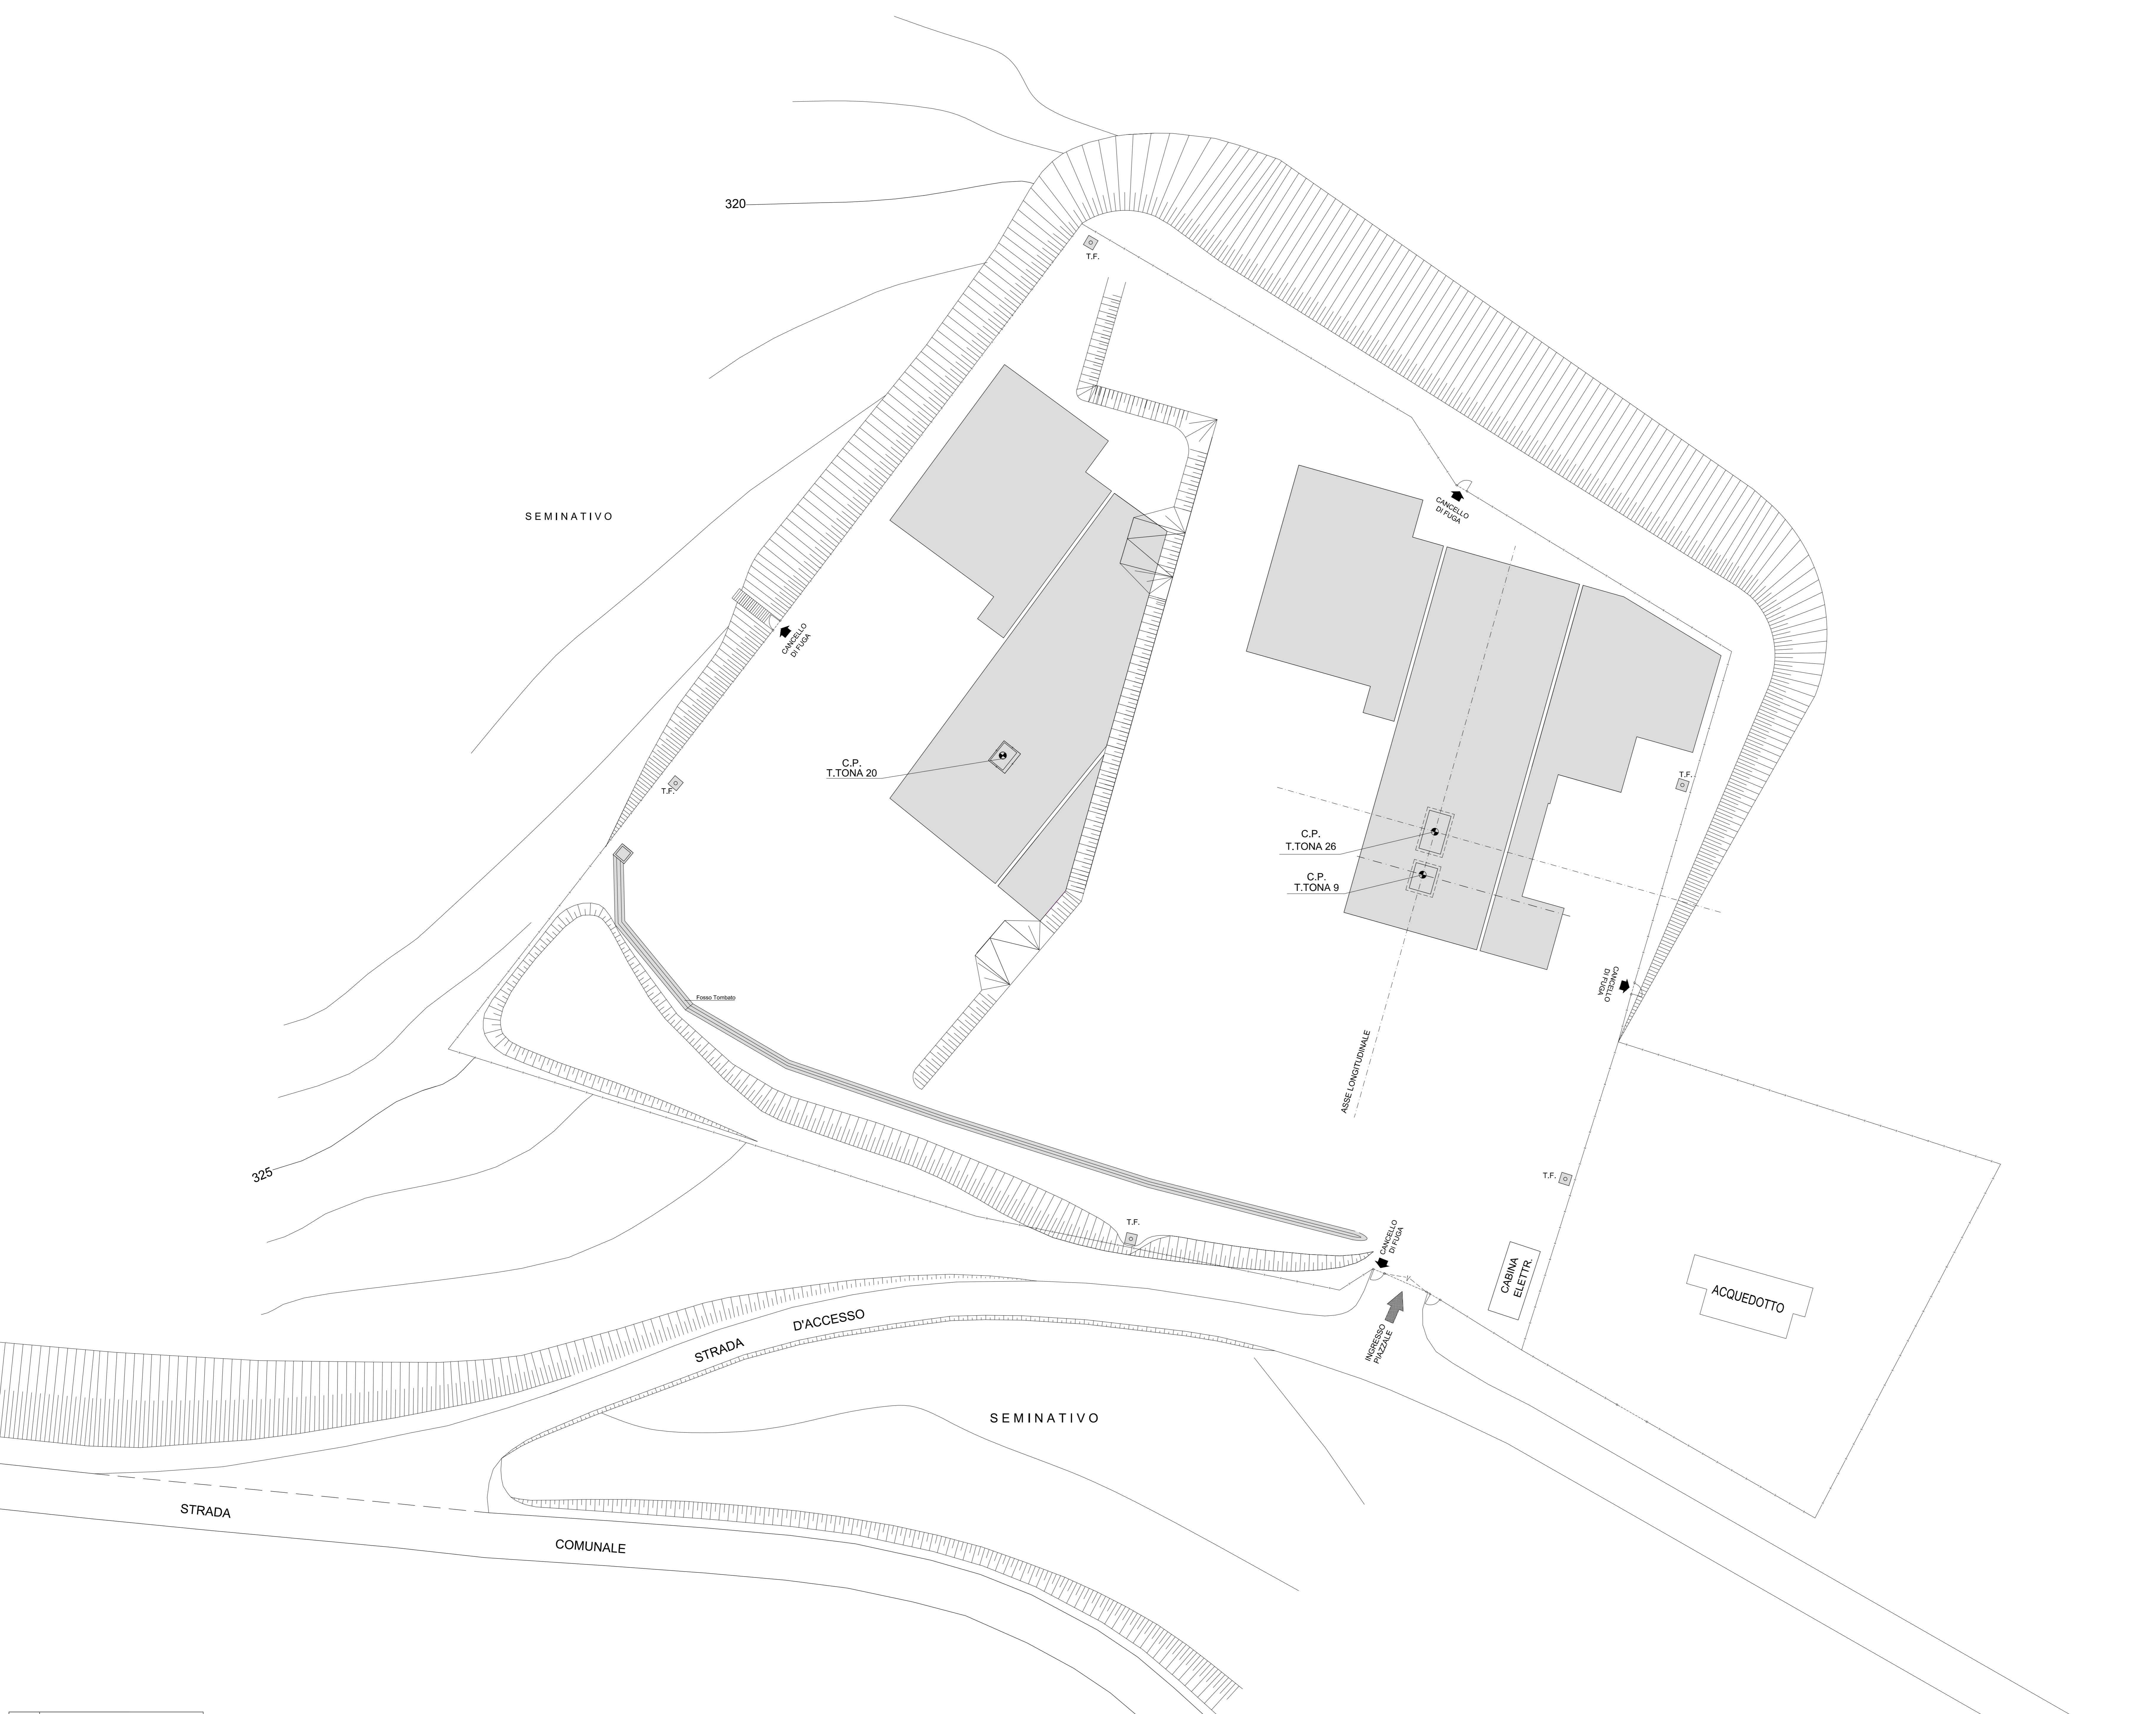 320
T.F.
SEMINATIVO
CANCELLO
DI FUGA
CANCELLO
DI FUGA
C.P.
T.TONA 20
T.F.
T.F.
C.P.
T.TONA 26
C.P.
T.TONA 9
CANCELLO
DI FUGA
Fosso Tombato
ASSE LONGITUDINALE
325
T.F.
T.F.
CANCELLO
DI FUGA
CABINA
ELETTR.
ACQUEDOTTO
STRADA D'ACCESSO
INGRESSO
PIAZZALE
SEMINATIVO
STRADA COMUNALE